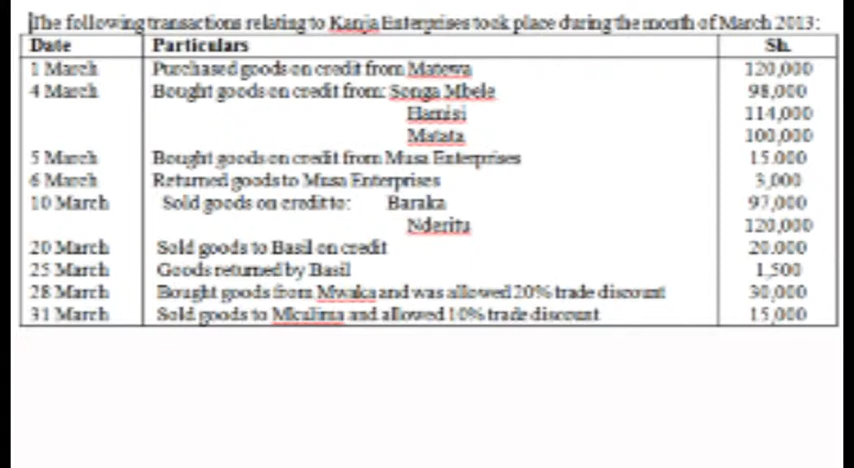 The following transactions relating to Kanja Enterprises took place during the month of March 2013:
Date Particulars Sh.
1 March Purchased goods on credit from Matewa 120,000
4 March Bought goods on credit from: Songa Mbele 98,000
Hamisi 114,000
Matata 100,000
5 March Bought goods on credit from Musa Enterprises 15.000
6 March Returned goods to Musa Enterprises 3,000
10 March Sold goods on credit to: Baraka 97,000
Nderitu 120,000
20 March Sold goods to Basil on credit 20.000
25 March Goods returned by Basil 1,500
28 March Bought goods from Mwaka and was allowed 20% trade discount 30,000
31 March Sold goods to Mkulima and allowed 10% trade discount 15,000